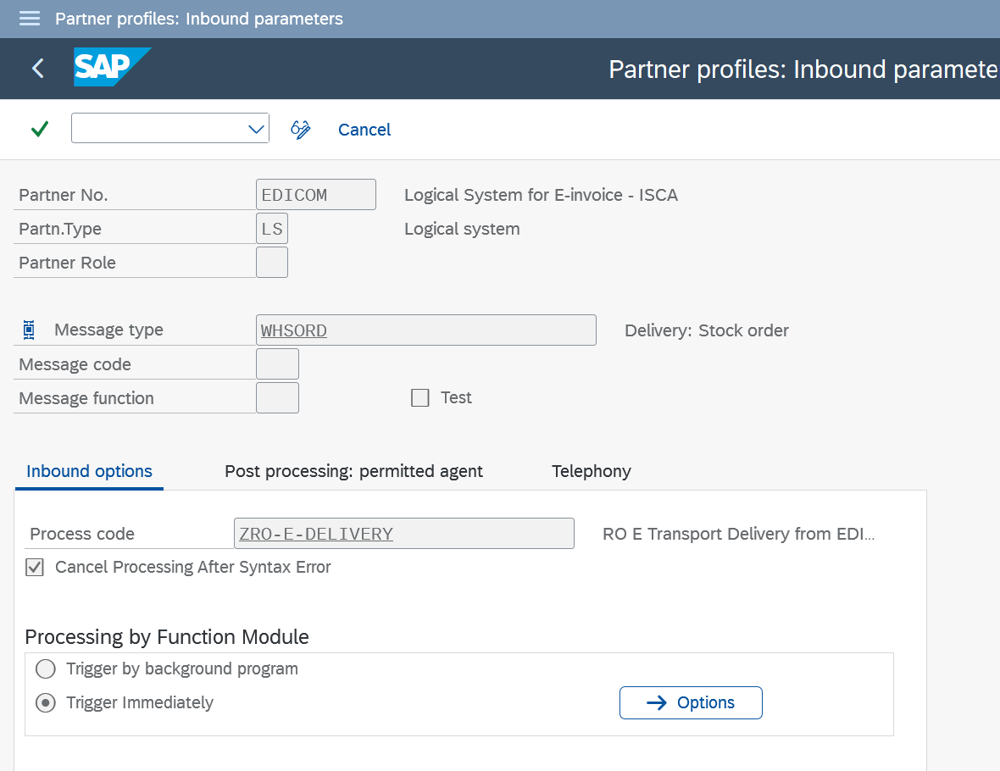 Partner profiles: Inbound parameters
SAP
Partner profiles: Inbound paramete
Cancel
Partner No. EDICOM Logical System for E-invoice - ISCA
Partn.Type LS Logical system
Partner Role
Message type WHSORD Delivery: Stock order
Message code
Message function Test
Inbound options Post processing: permitted agent Telephony
Process code ZRO-E-DELIVERY RO E Transport Delivery from EDI...
Cancel Processing After Syntax Error
Processing by Function Module
Trigger by background program
Trigger Immediately Options